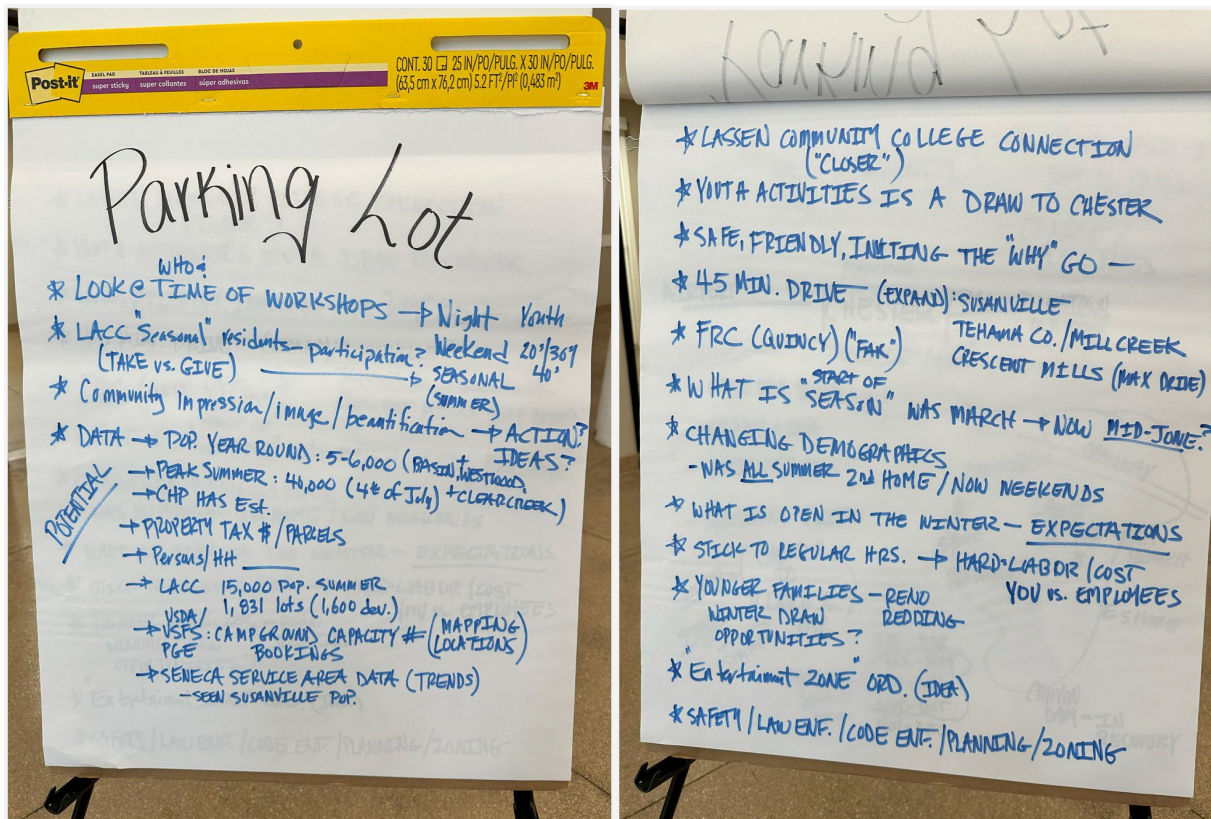 Post-it
EASEL PAD
super sticky
TABLEAU À FEUILLES
super collantes
BLOC DE HOJAS
súper adhesivas
CONT. 30 25 IN/PO/PULG. X 30 IN/PO/PULG.
(63,5 cm x 76,2 cm) 5.2 FT²/PI² (0,483 m²)
3M
Parking Lot
WHO &
* LOOK @ TIME OF WORKSHOPS → Night Youth
* LACC "Seasonal" residents - participation? Weekend 20's/30's
(TAKE vs. GIVE) → SEASONAL 40's
(SUMMER)
* Community Impression/image/beautification → ACTION?
+ IDEAS?
* DATA → POP. YEAR ROUND: 5-6,000 (BASIN, WESTWOOD,
POTENTIAL
→ PEAK SUMMER: 40,000 (4th of July) + CLEAR CREEK)
→ CHP HAS Est.
→ PROPERTY TAX #/PARCELS
→ Persons/HH
→ LACC 15,000 POP. SUMMER
1,831 lots (1,600 dev.)
USDA/
→ USFS: CAMPGROUND CAPACITY # (MAPPING
PGE BOOKINGS LOCATIONS)
→ SENECA SERVICE AREA DATA (TRENDS)
- SEEN SUSANVILLE POP.
Parking Lot
* LASSEN COMMUNITY COLLEGE CONNECTION
("CLOSER")
* YOUTH ACTIVITIES IS A DRAW TO CHESTER
* SAFE, FRIENDLY, INVITING THE "WHY" GO —
* 45 MIN. DRIVE — (EXPAND): SUSANVILLE
TEHAMA CO./MILL CREEK
* FRC (QUINCY) ("FAR")
CRESCENT MILLS (MAX DRIVE)
* WHAT IS "START OF SEASON" WAS MARCH → NOW MID-JUNE?
* CHANGING DEMOGRAPHICS
- WAS ALL SUMMER 2nd HOME / NOW WEEKENDS
* WHAT IS OPEN IN THE WINTER — EXPECTATIONS
* STICK TO REGULAR HRS. → HARD - LABOR/COST
YOU vs. EMPLOYEES
* YOUNGER FAMILIES — RENO
WINTER DRAW REDDING
OPPORTUNITIES?
* "Entertainment ZONE" ORD. (IDEA)
* SAFETY / LAW ENF. / CODE ENF. / PLANNING / ZONING